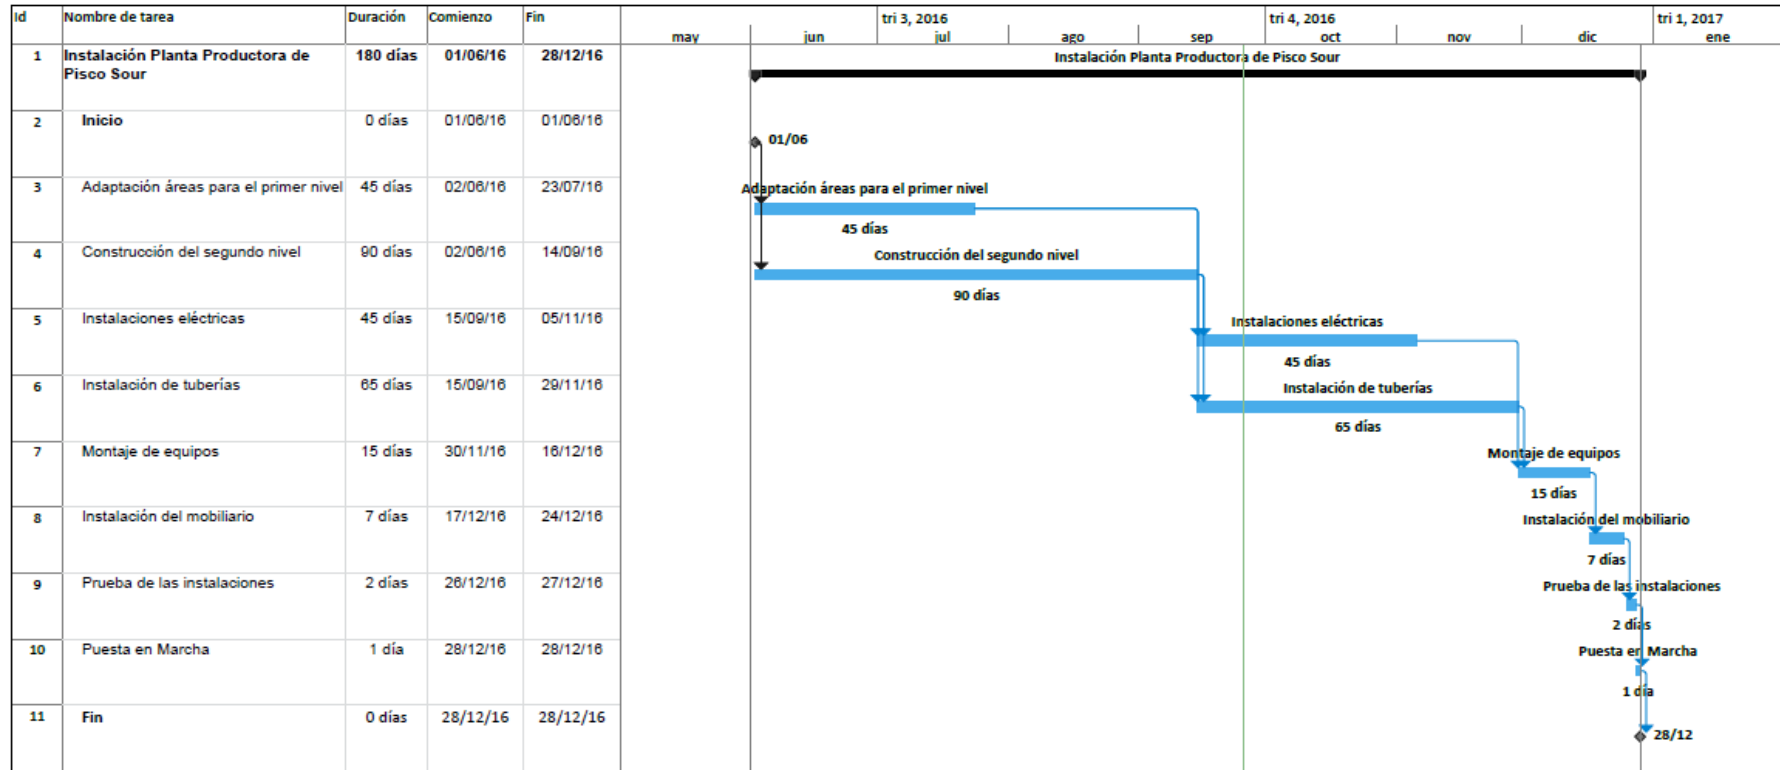 Id Nombre de tarea Duración Comienzo Fin
tri 3, 2016 tri 4, 2016 tri 1, 2017
may jun jul ago sep oct nov dic ene
1 Instalación Planta Productora de Pisco Sour 180 días 01/06/16 28/12/16
Instalación Planta Productora de Pisco Sour
2 Inicio 0 días 01/06/16 01/06/16
01/06
3 Adaptación áreas para el primer nivel 45 días 02/06/16 23/07/16
Adaptación áreas para el primer nivel
45 días
4 Construcción del segundo nivel 90 días 02/06/16 14/09/16
Construcción del segundo nivel
90 días
5 Instalaciones eléctricas 45 días 15/09/16 05/11/16
Instalaciones eléctricas
45 días
6 Instalación de tuberías 65 días 15/09/16 29/11/16
Instalación de tuberías
65 días
7 Montaje de equipos 15 días 30/11/16 16/12/16
Montaje de equipos
15 días
8 Instalación del mobiliario 7 días 17/12/16 24/12/16
Instalación del mobiliario
7 días
9 Prueba de las instalaciones 2 días 26/12/16 27/12/16
Prueba de las instalaciones
2 días
10 Puesta en Marcha 1 día 28/12/16 28/12/16
Puesta en Marcha
1 día
11 Fin 0 días 28/12/16 28/12/16
28/12